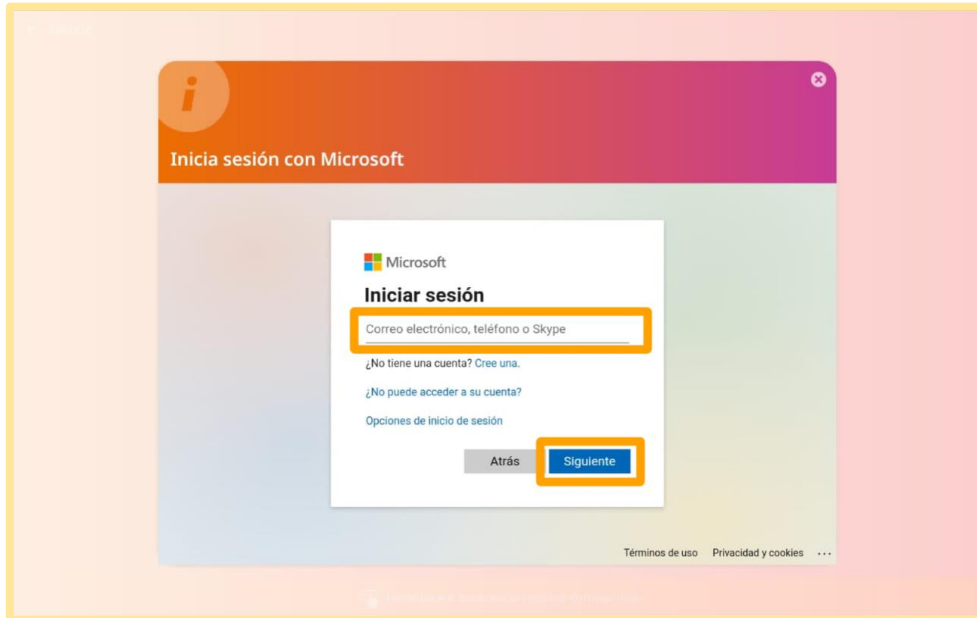 i
Inicia sesión con Microsoft
Microsoft
Iniciar sesión
Correo electrónico, teléfono o Skype
¿No tiene una cuenta? Cree una.
¿No puede acceder a su cuenta?
Opciones de inicio de sesión
Atrás Siguiente
Términos de uso Privacidad y cookies ...